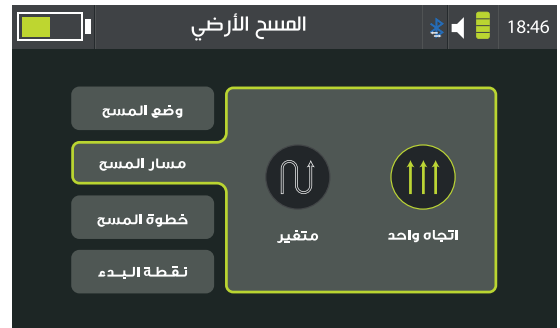 المسح الأرضي
18:46
وضع المسح
مسار المسح
خطوة المسح
نقطة البدء
اتجاه واحد
متغير